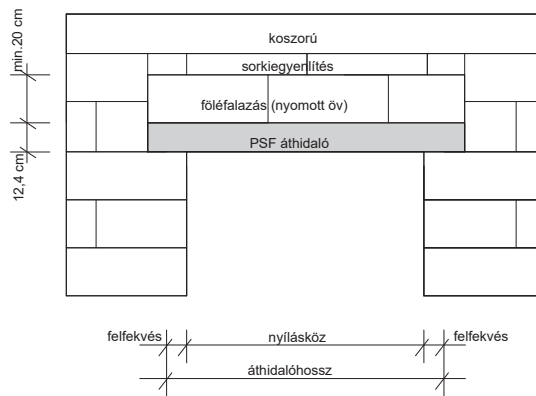 koszorú
sorkiegyenlítés
föléfalazás (nyomott öv)
PSF áthidaló
min.20 cm
12,4 cm
felfekvés
nyílásköz
felfekvés
áthidalóhossz